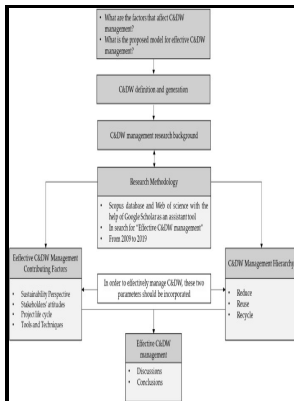 • What are the factors that affect C&DW
management?
• What is the proposed model for effective C&DW
management?
C&DW definition and generation
C&DW management research background
Research Methodology
• Scopus database and Web of science with the
help of Google Scholar as an assistant tool
• In search for "Effective C&DW management"
• From 2009 to 2019
Eeffective C&DW Management
Contributing Factors
• Sustainability Perspective
• Stakeholders' attitudes
• Project life cycle
• Tools and Techniques
In order to effectively manage C&DW, these two
parameters should be incorporated
C&DW Management Hierarchy
• Reduce
• Reuse
• Recycle
Effective C&DW
management
• Discussions
• Conclusions